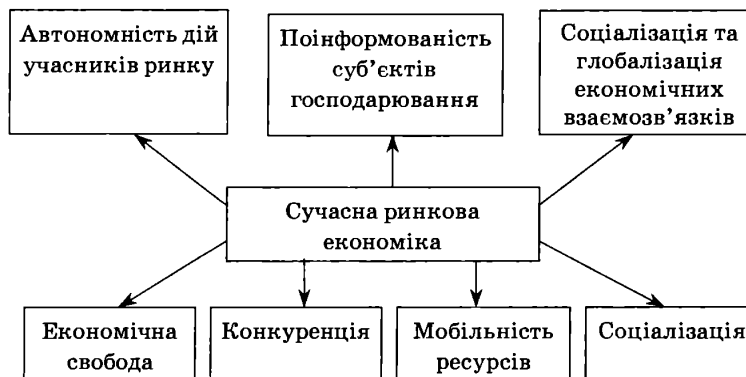 Автономність дій
учасників ринку
Поінформованість
суб’єктів
господарювання
Соціалізація та
глобалізація
економічних
взаємозв’язків
Сучасна ринкова
економіка
Економічна
свобода
Конкуренція
Мобільність
ресурсів
Соціалізація